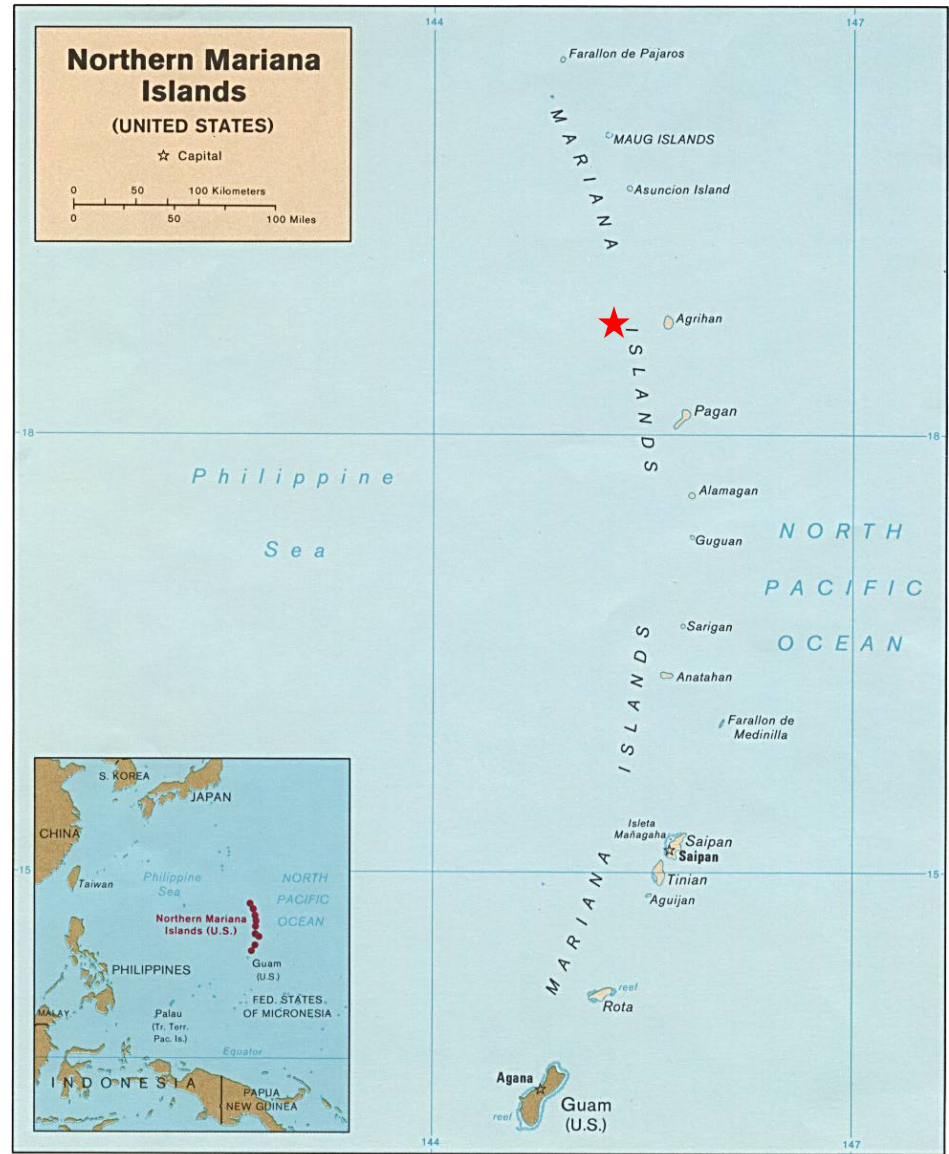 Northern Mariana
Islands
(UNITED STATES)
☆ Capital
0 50 100 Kilometers
0 50 100 Miles
144
147
Farallon de Pajaros
MARIANA
MAUG ISLANDS
Asuncion Island
ISLANDS
Agrihan
Pagan
18
18
Philippine
Sea
Alamagan
Guguan
NORTH
PACIFIC
OCEAN
Sarigan
Anatahan
Farallon de
Medinilla
MARIANA ISLANDS
Isleta
Mañagaha
Saipan
Saipan
15
15
Tinian
Aguijan
reef
Rota
Agana
Guam
(U.S.)
reef
144
147
S. KOREA
JAPAN
CHINA
Taiwan
Philippine
Sea
NORTH
PACIFIC
OCEAN
Northern Mariana
Islands (U.S.)
Guam
(U.S.)
PHILIPPINES
FED. STATES
OF MICRONESIA
MALAY.
Palau
(Tr. Terr.
Pac. Is.)
Equator
INDONESIA
PAPUA
NEW GUINEA